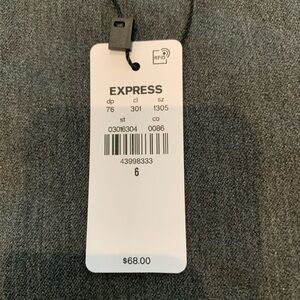 RFID
EXPRESS
dp cl sz
76 301 1305
st co
03016304 0086
43998333
6
$68.00